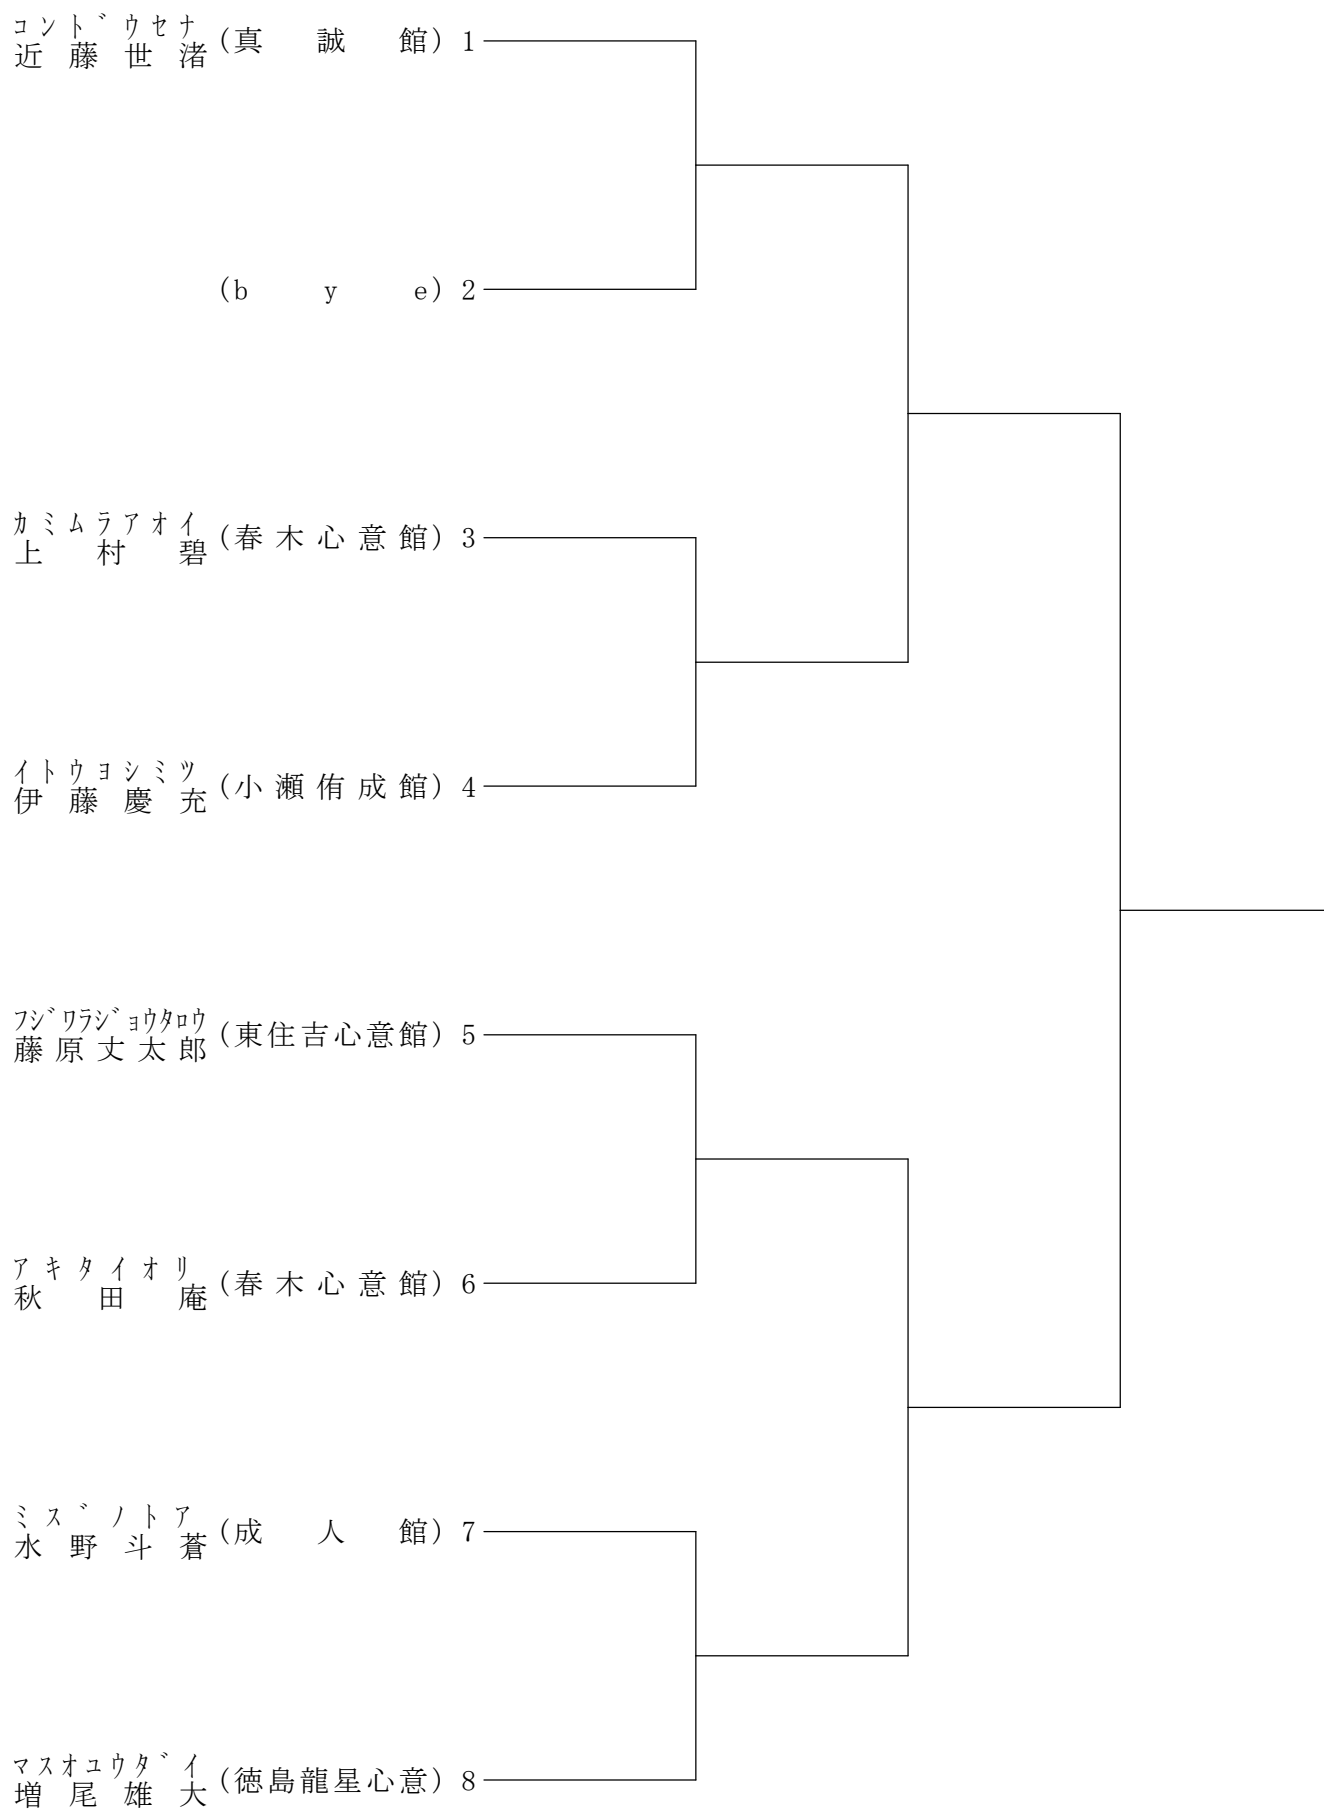 コンドウセナ
近藤世渚 (真誠館) 1
(bye) 2
カミムラアオイ
上村碧 (春木心意館) 3
イトウヨシミツ
伊藤慶充 (小瀬侑成館) 4
フジワラジョウタロウ
藤原丈太郎 (東住吉心意館) 5
アキタイオリ
秋田庵 (春木心意館) 6
ミズノトア
水野斗蒼 (成人館) 7
マスオユウダイ
増尾雄大 (徳島龍星心意) 8